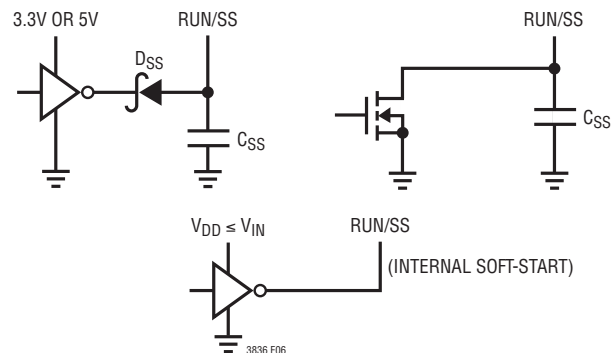 3.3V OR 5V
RUN/SS
DSS
CSS
RUN/SS
CSS
VDD ≤ VIN
RUN/SS
(INTERNAL SOFT-START)
3836 F06